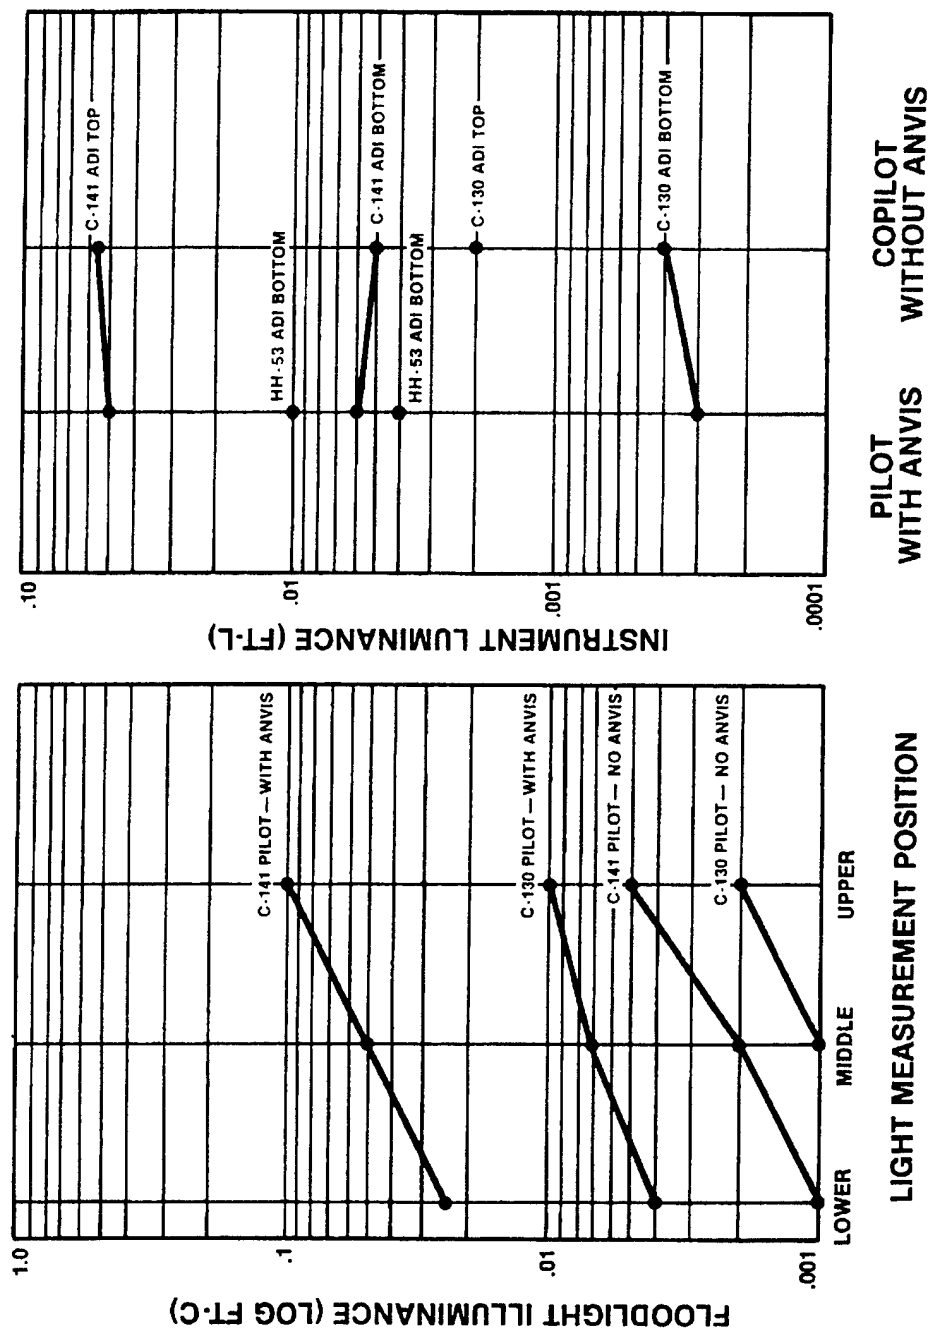 FLOODLIGHT ILLUMINANCE (LOG FT-C)
1.0
.1
.01
.001
C-141 PILOT — WITH ANVIS
C-130 PILOT — WITH ANVIS
C-141 PILOT — NO ANVIS
C-130 PILOT — NO ANVIS
LOWER
MIDDLE
UPPER
LIGHT MEASUREMENT POSITION
INSTRUMENT LUMINANCE (FT-L)
.10
.01
.001
.0001
C-141 ADI TOP
HH-53 ADI BOTTOM
C-141 ADI BOTTOM
HH-53 ADI BOTTOM
C-130 ADI TOP
C-130 ADI BOTTOM
PILOT
WITH ANVIS
COPILOT
WITHOUT ANVIS